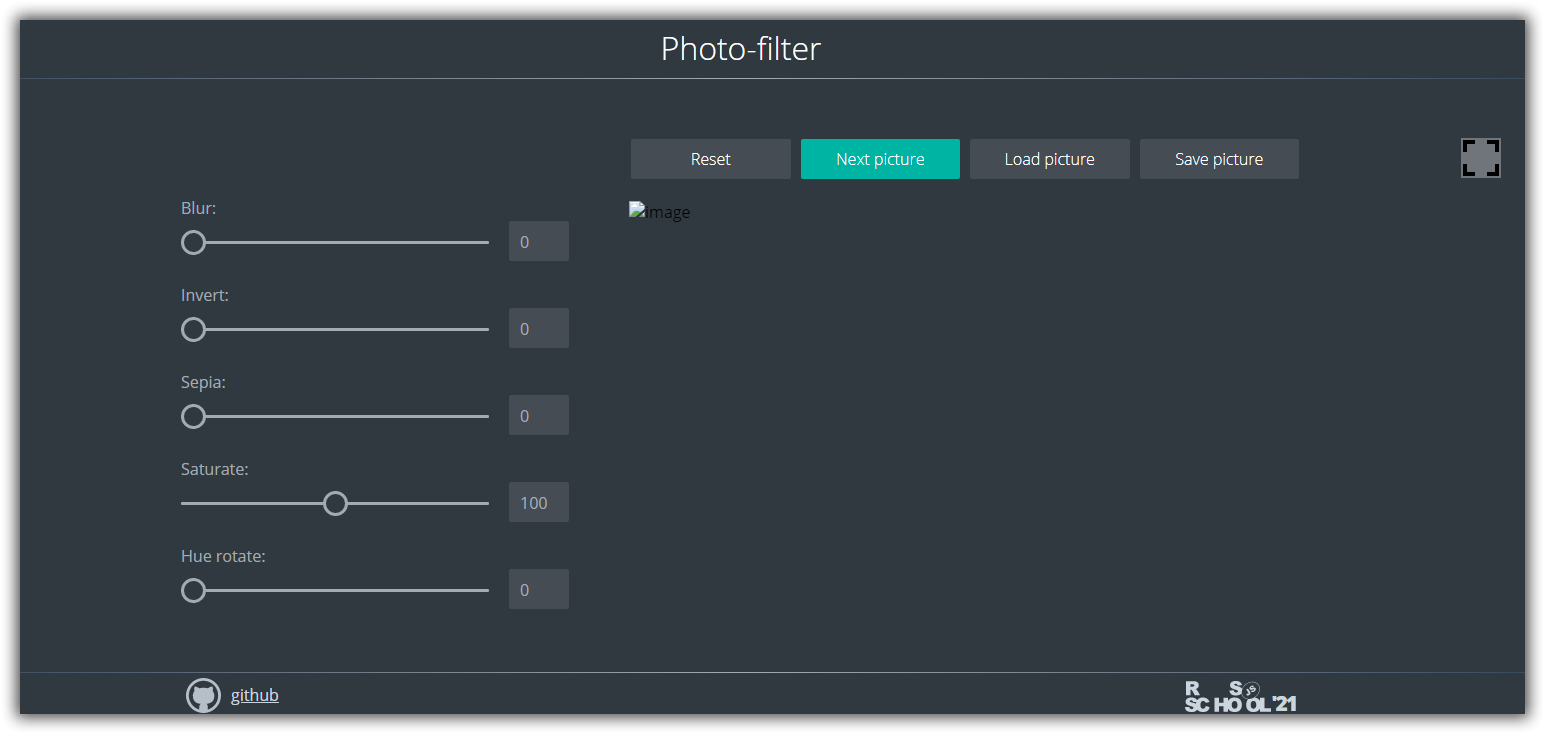 Photo-filter
Reset Next picture Load picture Save picture
image
Blur:
0
Invert:
0
Sepia:
0
Saturate:
100
Hue rotate:
0
github
R S JS
SCHOOL'21